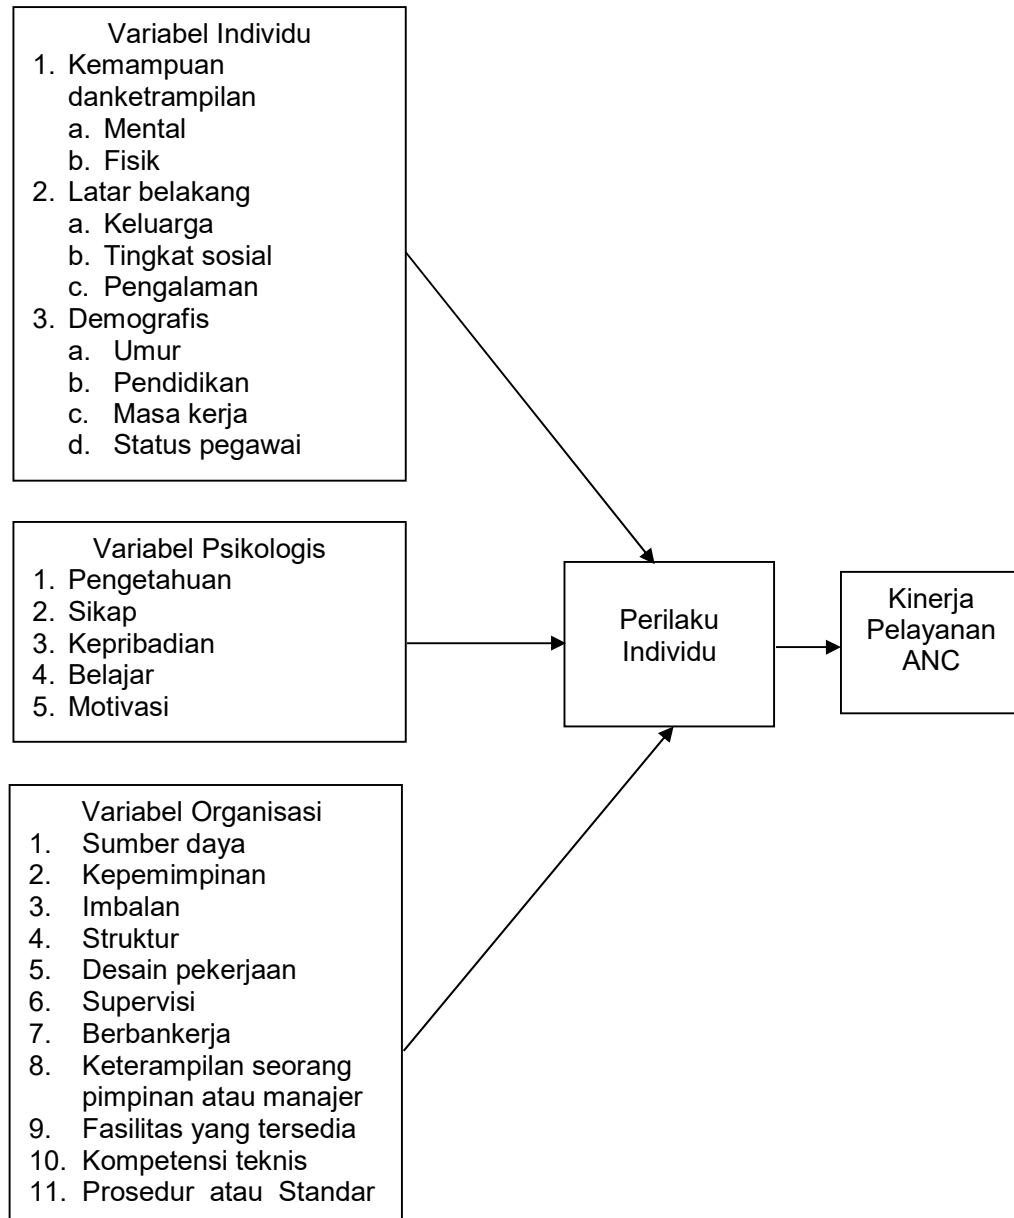 Variabel Individu
1. Kemampuan
danketrampilan
a. Mental
b. Fisik
2. Latar belakang
a. Keluarga
b. Tingkat sosial
c. Pengalaman
3. Demografis
a. Umur
b. Pendidikan
c. Masa kerja
d. Status pegawai
Variabel Psikologis
1. Pengetahuan
2. Sikap
3. Kepribadian
4. Belajar
5. Motivasi
Variabel Organisasi
1. Sumber daya
2. Kepemimpinan
3. Imbalan
4. Struktur
5. Desain pekerjaan
6. Supervisi
7. Berbankerja
8. Keterampilan seorang
pimpinan atau manajer
9. Fasilitas yang tersedia
10. Kompetensi teknis
11. Prosedur atau Standar
Perilaku
Individu
Kinerja
Pelayanan
ANC